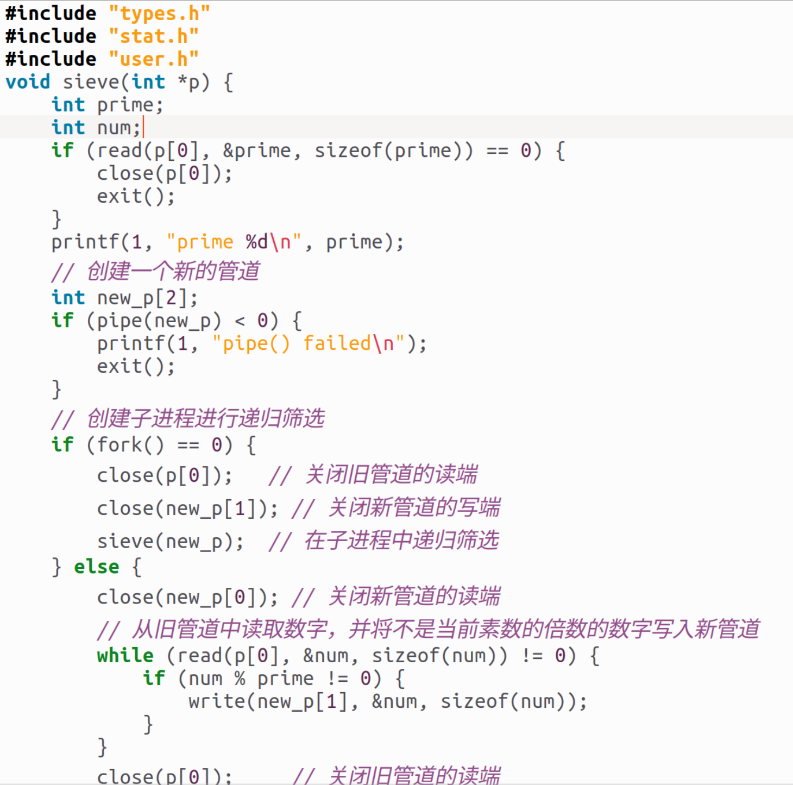 #include "types.h"
#include "stat.h"
#include "user.h"
void sieve(int *p) {
    int prime;
    int num;
    if (read(p[0], &prime, sizeof(prime)) == 0) {
        close(p[0]);
        exit();
    }
    printf(1, "prime %d\n", prime);
    // 创建一个新的管道
    int new_p[2];
    if (pipe(new_p) < 0) {
        printf(1, "pipe() failed\n");
        exit();
    }
    // 创建子进程进行递归筛选
    if (fork() == 0) {
        close(p[0]);   // 关闭旧管道的读端
        close(new_p[1]); // 关闭新管道的写端
        sieve(new_p);  // 在子进程中递归筛选
    } else {
        close(new_p[0]); // 关闭新管道的读端
        // 从旧管道中读取数字，并将不是当前素数的倍数的数字写入新管道
        while (read(p[0], &num, sizeof(num)) != 0) {
            if (num % prime != 0) {
                write(new_p[1], &num, sizeof(num));
            }
        }
        close(p[0]);     // 关闭旧管道的读端